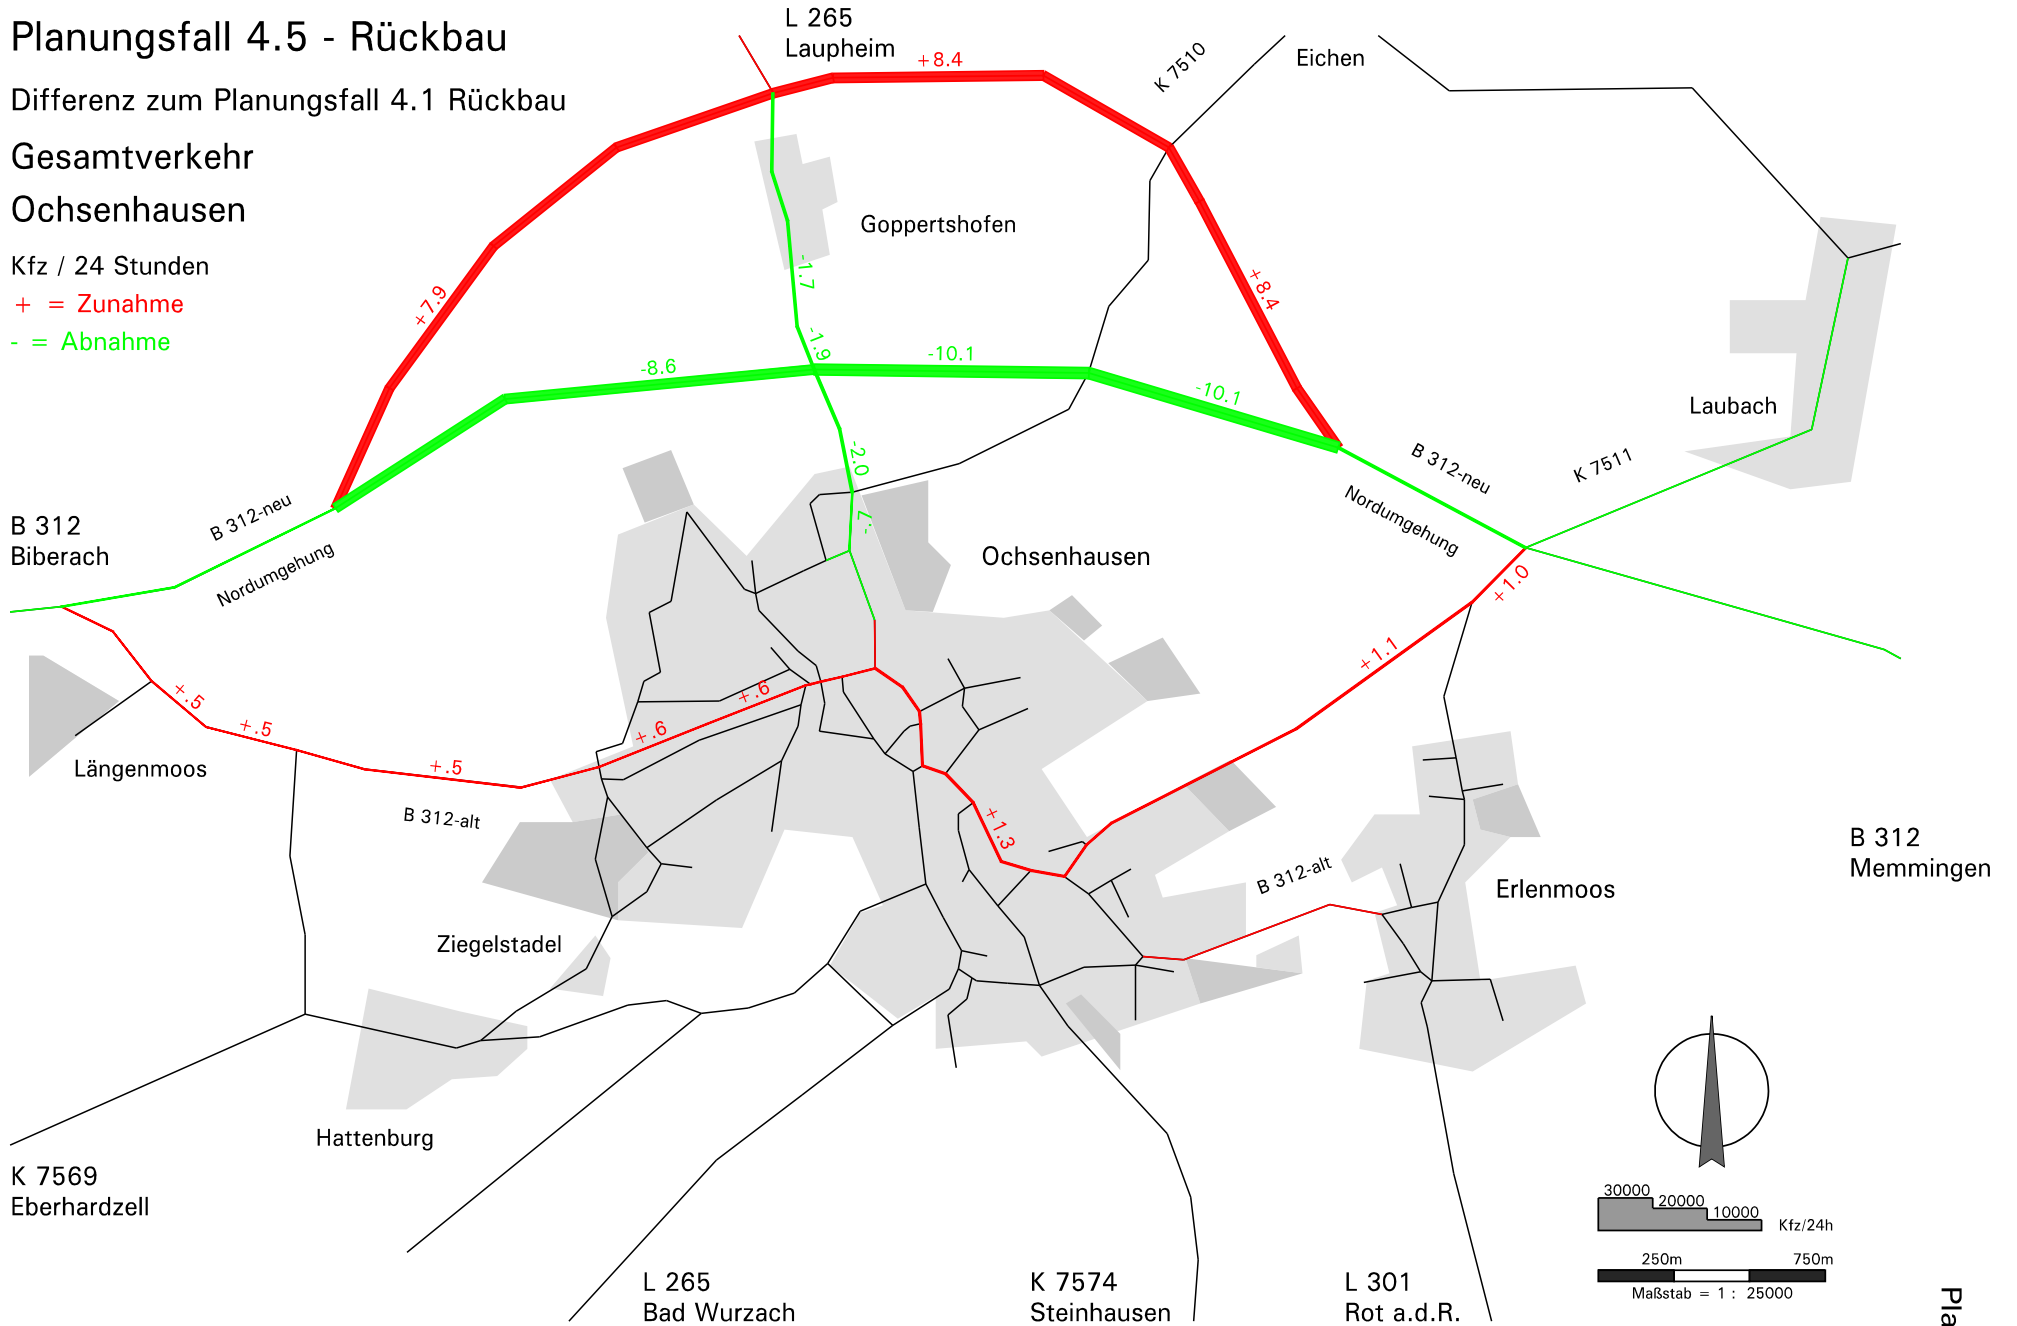 Planungsfall 4.5 - Rückbau
Differenz zum Planungsfall 4.1 Rückbau
Gesamtverkehr
Ochsenhausen
Kfz / 24 Stunden
+ = Zunahme
- = Abnahme
L 265
Laupheim
+8.4
K 7510
Eichen
Goppertshofen
+7.9
-1.7
+8.4
-1.9
-8.6
-10.1
-10.1
Laubach
-2.0
B 312-neu
K 7511
B 312-neu
Nordumgehung
-.7
B 312
Biberach
Nordumgehung
Ochsenhausen
+1.0
+1.1
+.5
+.5
+.5
+.6
+.6
Längenmoos
B 312-alt
+1.3
B 312-alt
B 312
Memmingen
Erlenmoos
Ziegelstadel
Hattenburg
K 7569
Eberhardzell
L 265
Bad Wurzach
K 7574
Steinhausen
L 301
Rot a.d.R.
30000
20000
10000
Kfz/24h
250m
750m
Maßstab = 1 : 25000
Pla